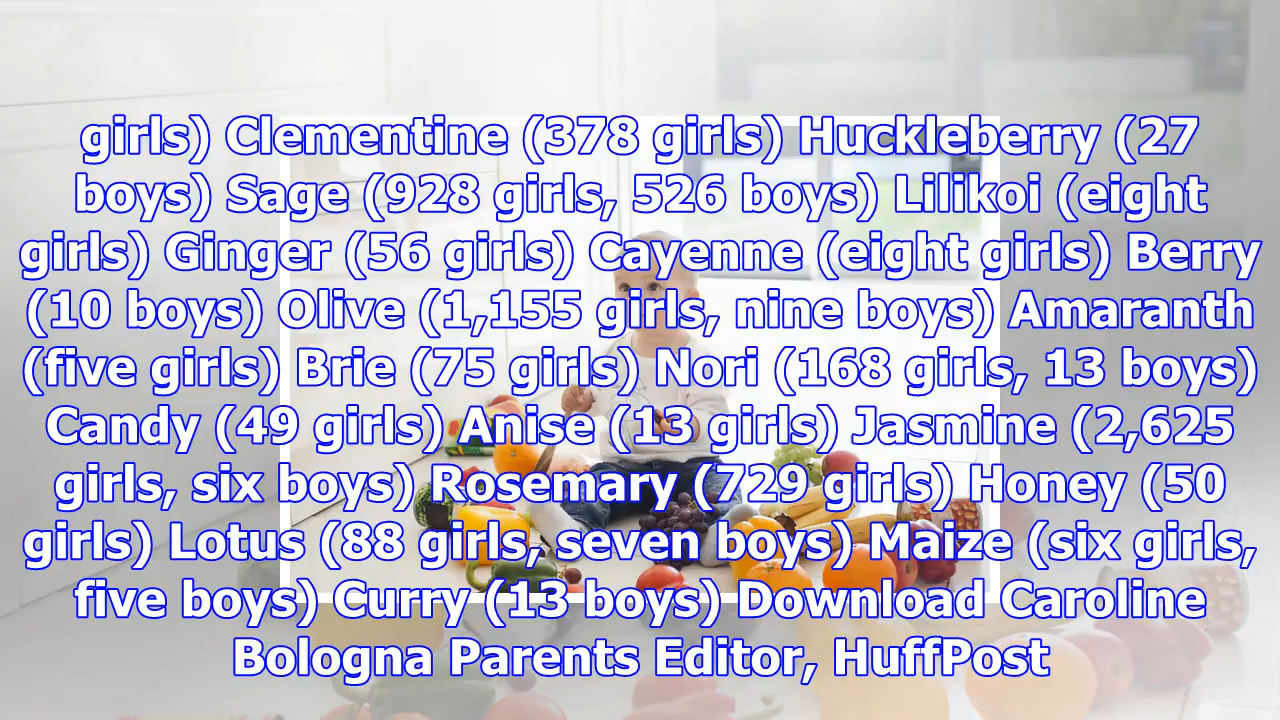 girls) Clementine (378 girls) Huckleberry (27
boys) Sage (928 girls, 526 boys) Lilikoi (eight
girls) Ginger (56 girls) Cayenne (eight girls) Berry
(10 boys) Olive (1,155 girls, nine boys) Amaranth
(five girls) Brie (75 girls) Nori (168 girls, 13 boys)
Candy (49 girls) Anise (13 girls) Jasmine (2,625
girls, six boys) Rosemary (729 girls) Honey (50
girls) Lotus (88 girls, seven boys) Maize (six girls,
five boys) Curry (13 boys) Download Caroline
Bologna Parents Editor, HuffPost